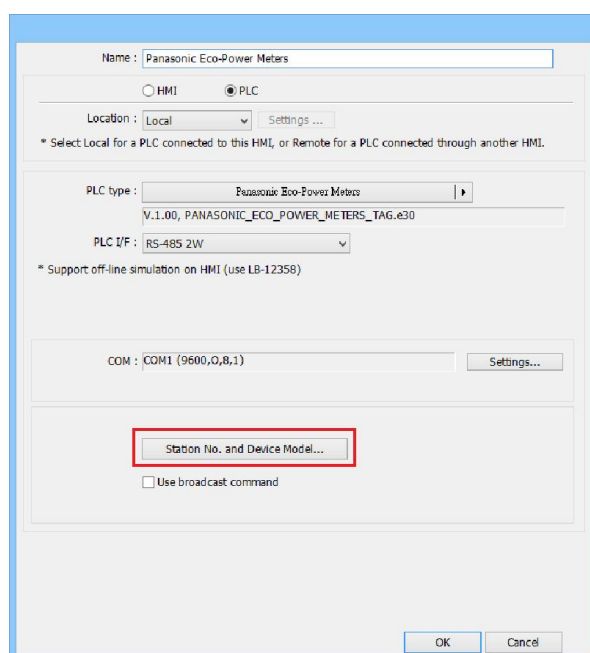 Name : Panasonic Eco-Power Meters
HMI PLC
Location : Local Settings ...
* Select Local for a PLC connected to this HMI, or Remote for a PLC connected through another HMI.
PLC type : Panasonic Eco-Power Meters
V.1.00, PANASONIC_ECO_POWER_METERS_TAG.e30
PLC I/F : RS-485 2W
* Support off-line simulation on HMI (use LB-12358)
COM : COM1 (9600,O,8,1) Settings...
Station No. and Device Model...
Use broadcast command
OK Cancel